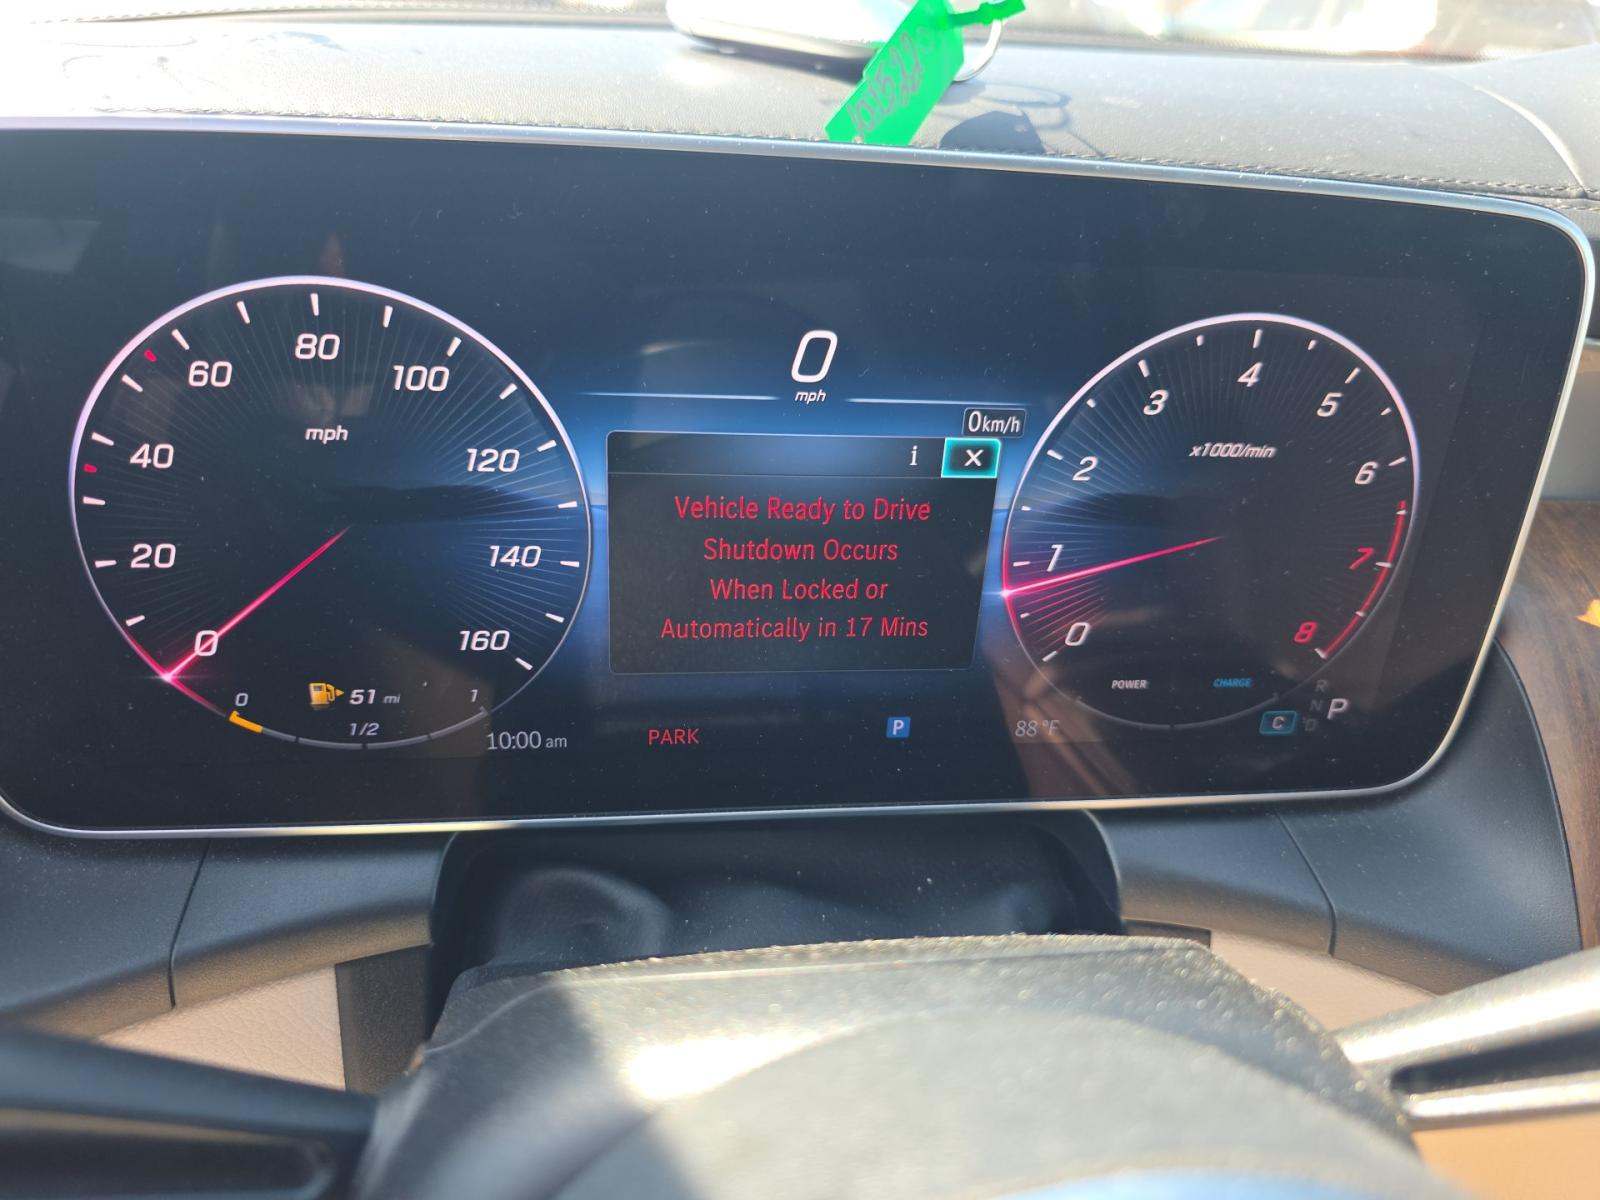 80
60
100
mph
40
120
20
140
0
160
0
51 mi
1
1/2
10:00 am
0
mph
0km/h
i
X
Vehicle Ready to Drive
Shutdown Occurs
When Locked or
Automatically in 17 Mins
PARK
P
88°F
4
3
5
x1000/min
2
6
1
7
0
8
POWER
CHARGE
R
N
P
C
D